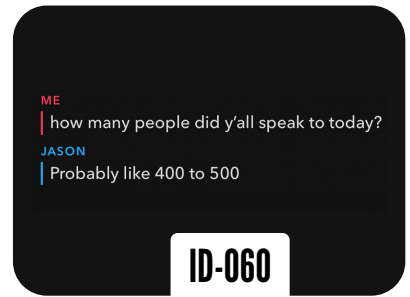 ME
how many people did y’all speak to today?
JASON
Probably like 400 to 500
ID-060